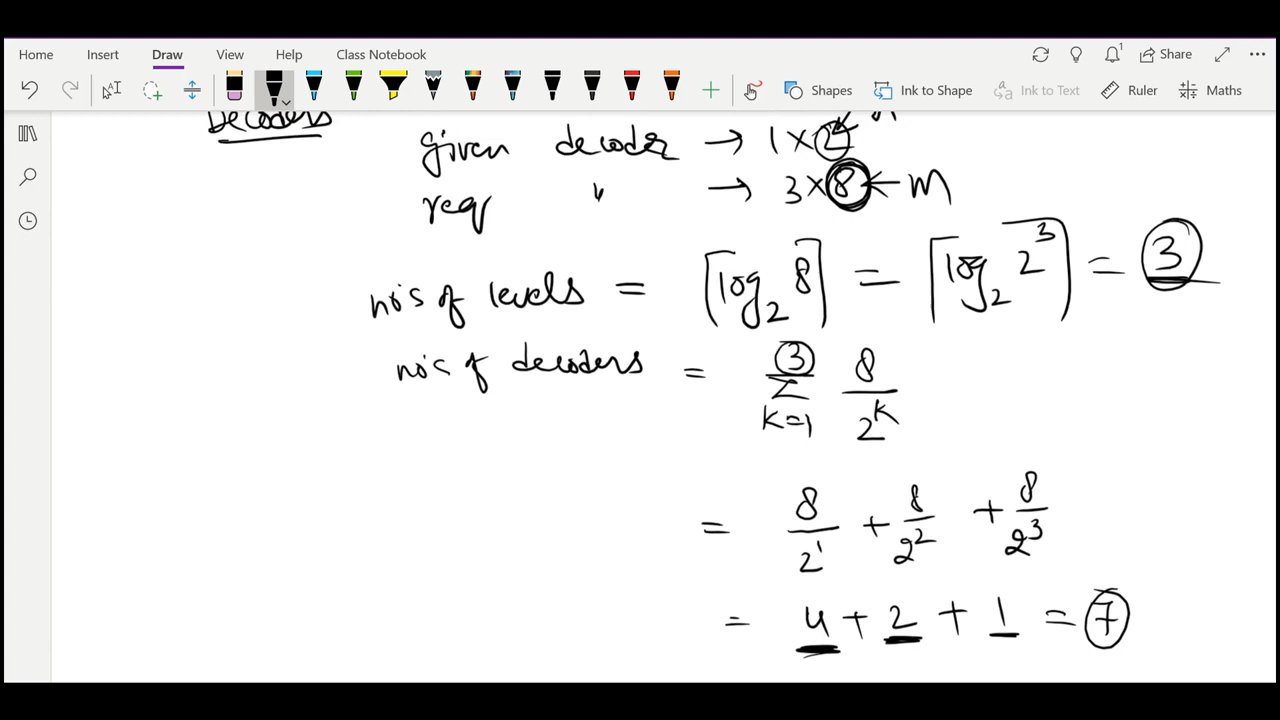 Home Insert Draw View Help Class Notebook Share
Shapes Ink to Shape Ink to Text Ruler Maths
Decoders
given decoder → 1×2 ←
req " → 3×8 ← m
no's of levels = ⌈log₂ 8⌉ = ⌈log₂ 2³⌉ = 3
no's of decoders = 3 Σ K=1 8/2^K
= 8/2¹ + 8/2² + 8/2³
= 4 + 2 + 1 = 7